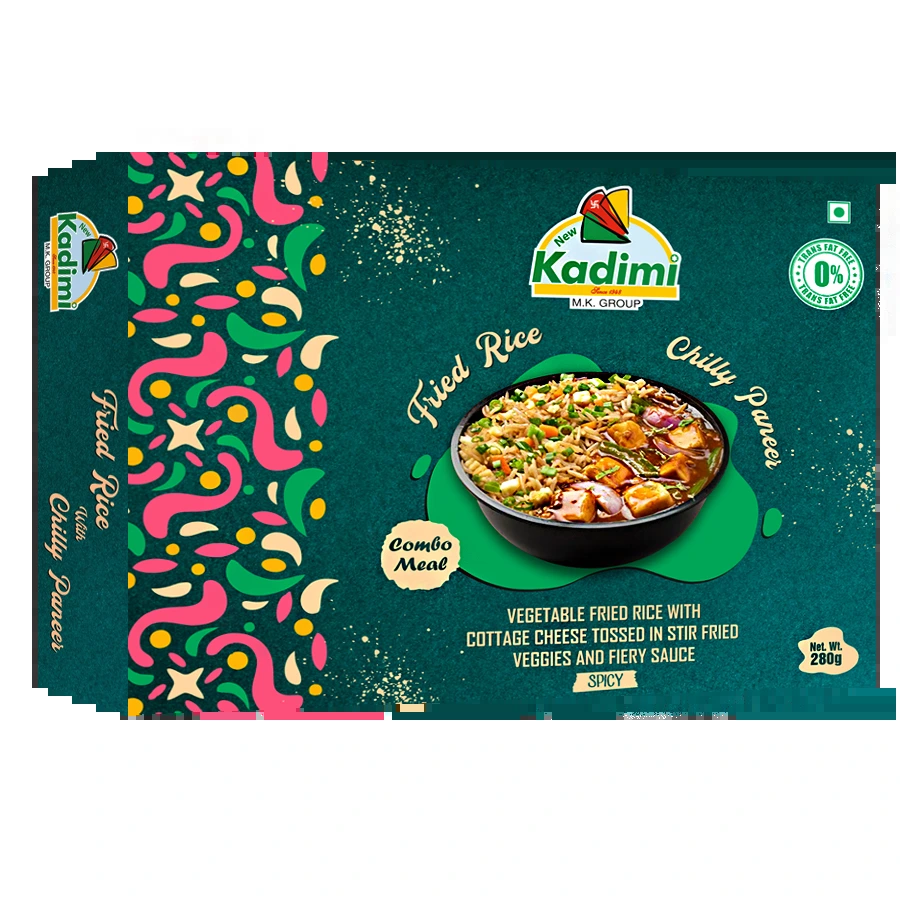 New
Kadimi
Since 1948
M.K. GROUP
TRANS FAT FREE
0%
TRANS FAT FREE
Fried Rice
Chilly Paneer
Combo
Meal
VEGETABLE FRIED RICE WITH
COTTAGE CHEESE TOSSED IN STIR FRIED
VEGGIES AND FIERY SAUCE
SPICY
Net. Wt.
280g
New
Kadimi
M.K. GROUP
Fried Rice
With
Chilly Paneer